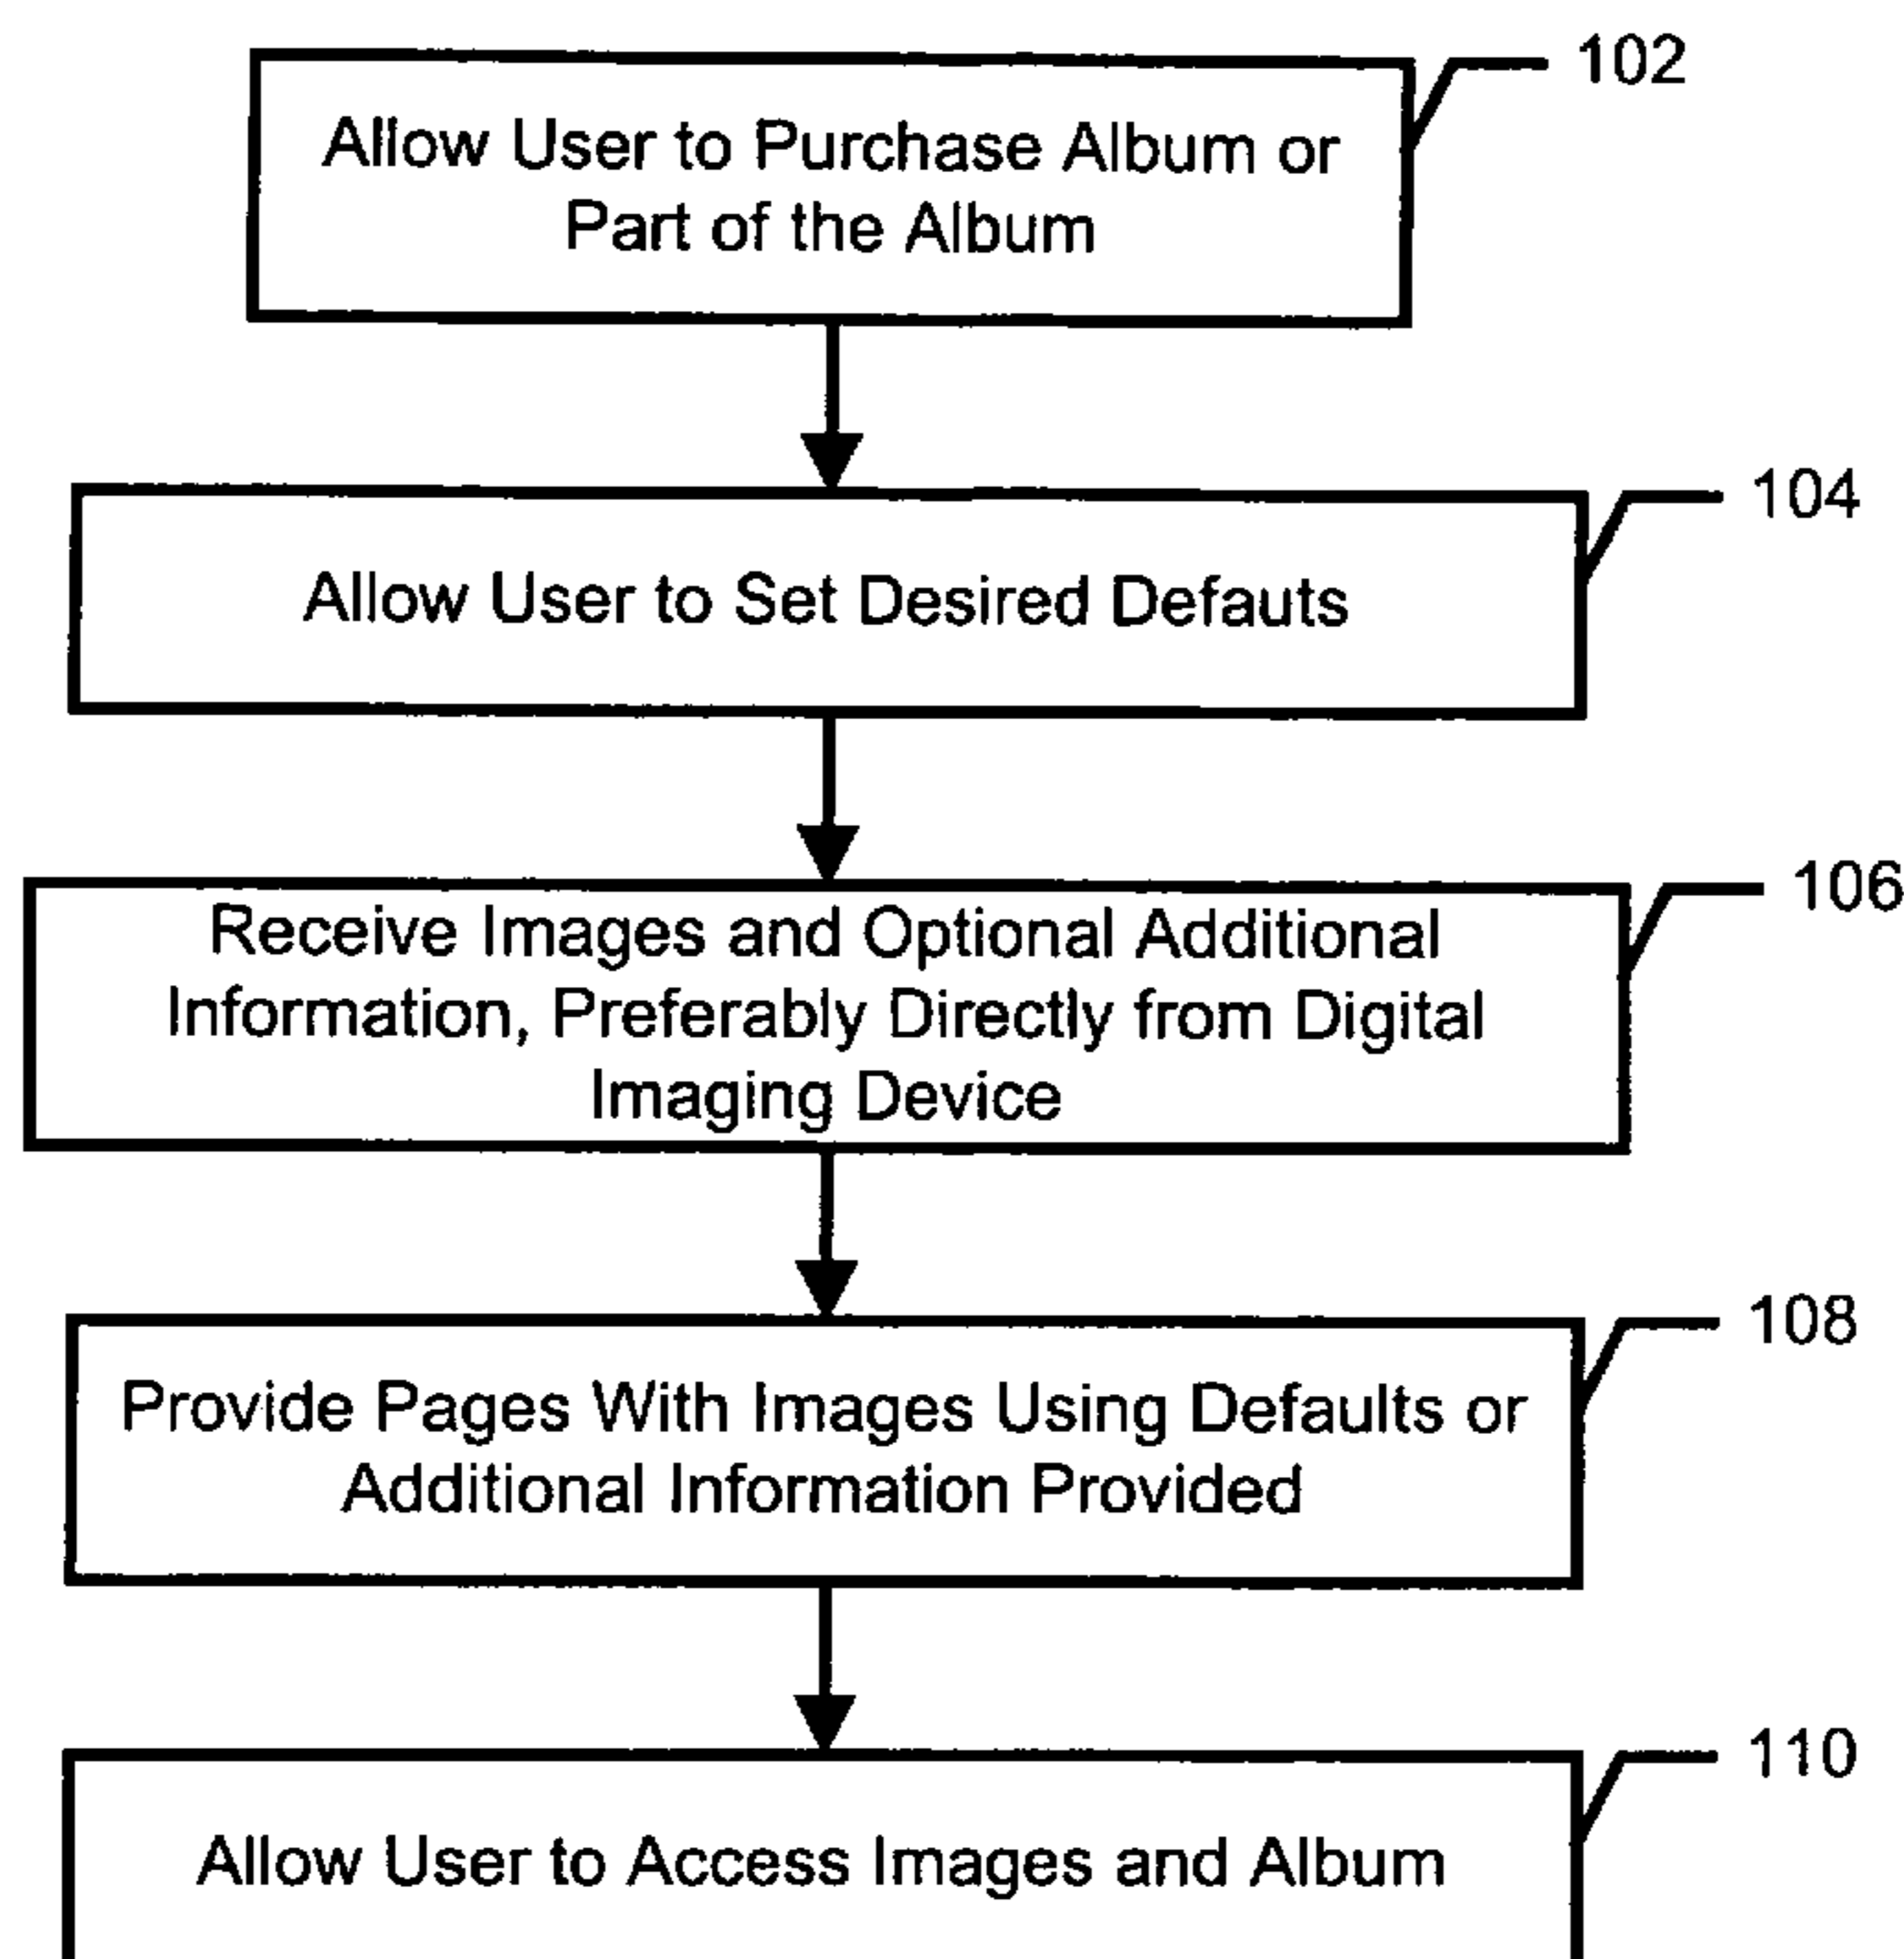 102
Allow User to Purchase Album or
Part of the Album
104
Allow User to Set Desired Defauts
106
Receive Images and Optional Additional
Information, Preferably Directly from Digital
Imaging Device
108
Provide Pages With Images Using Defaults or
Additional Information Provided
110
Allow User to Access Images and Album